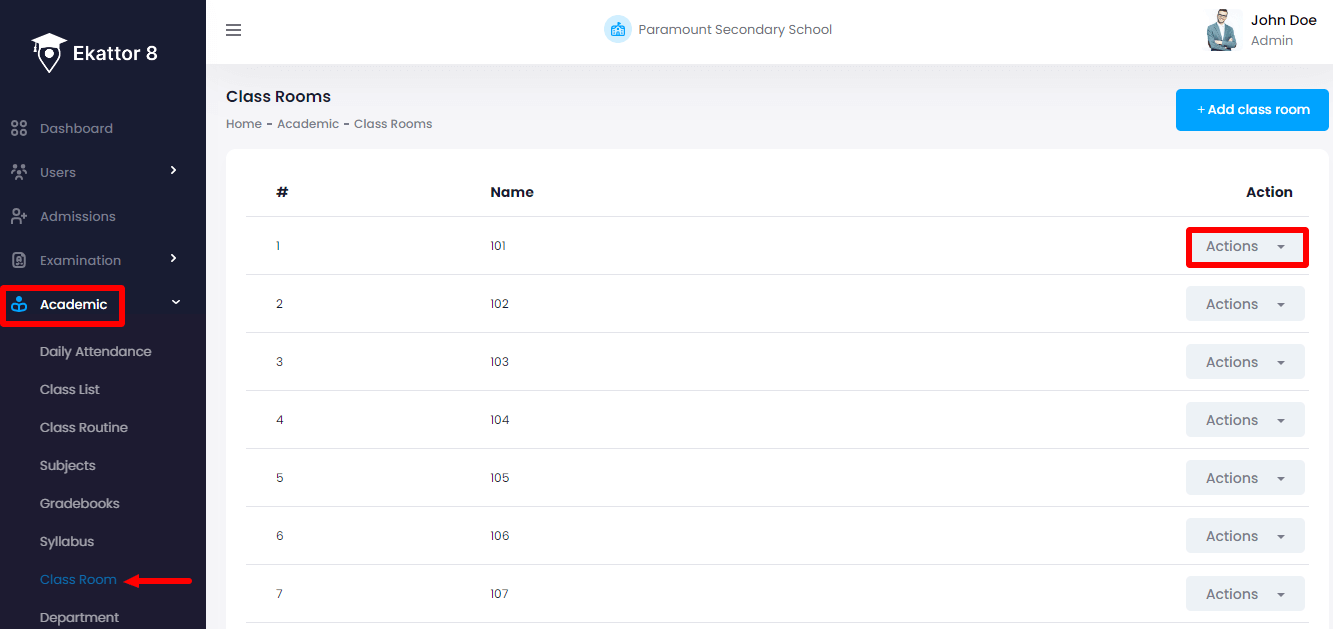 Ekattor 8
Dashboard
Users
Admissions
Examination
Academic
Daily Attendance
Class List
Class Routine
Subjects
Gradebooks
Syllabus
Class Room
Department
Paramount Secondary School
John Doe
Admin
Class Rooms
Home - Academic - Class Rooms
+ Add class room
# Name Action
1 101 Actions
2 102 Actions
3 103 Actions
4 104 Actions
5 105 Actions
6 106 Actions
7 107 Actions